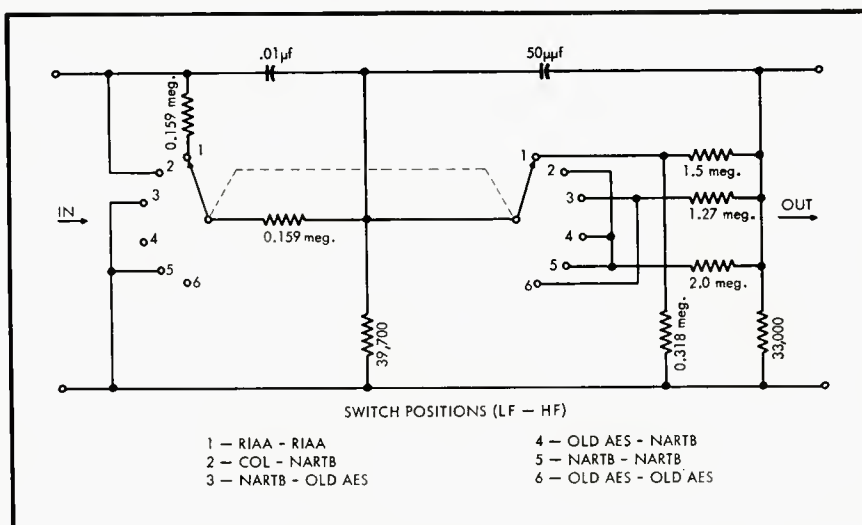 .01µf
50µµf
0.159 meg.
1
2
3
4
5
6
IN
0.159 meg.
39,700
1
2
3
4
5
6
1.5 meg.
1.27 meg.
2.0 meg.
OUT
0.318 meg.
33,000
SWITCH POSITIONS (LF – HF)
1 – RIAA - RIAA
2 – COL - NARTB
3 – NARTB - OLD AES
4 – OLD AES - NARTB
5 – NARTB - NARTB
6 – OLD AES - OLD AES